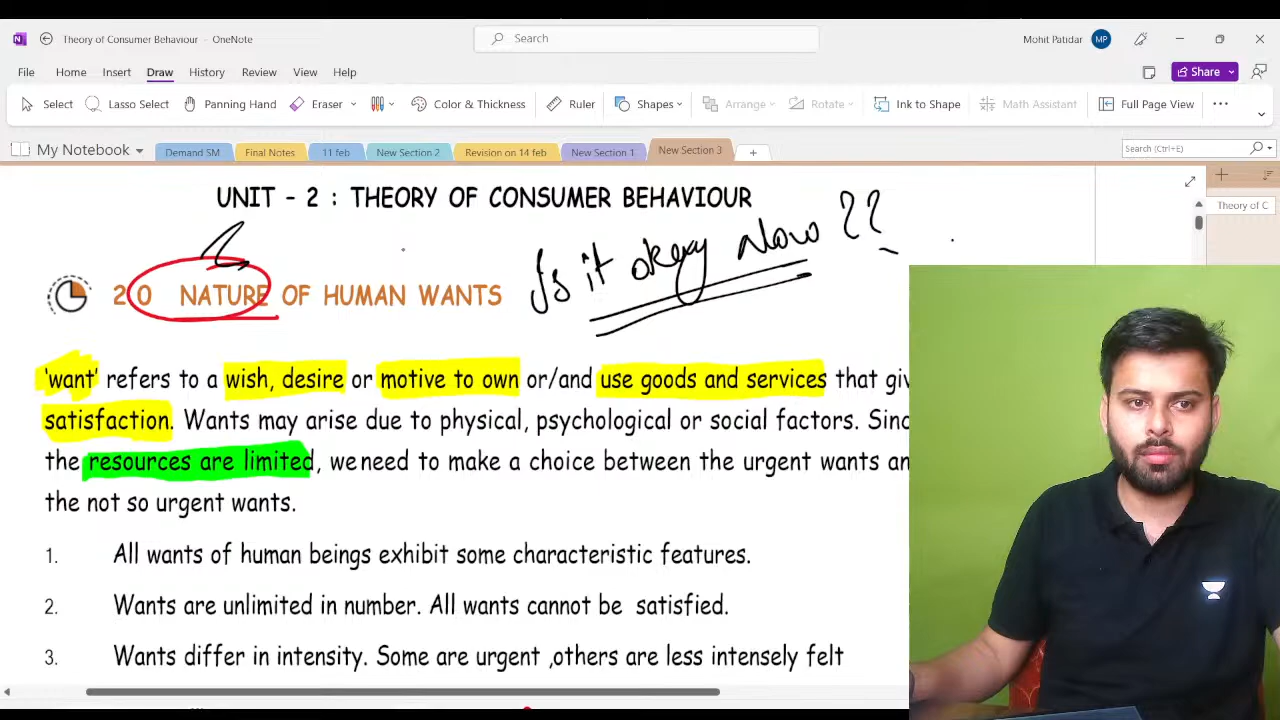 Theory of Consumer Behaviour - OneNote
Search
Mohit Patidar MP
File Home Insert Draw History Review View Help
Share
Select Lasso Select Panning Hand Eraser Color & Thickness Ruler Shapes Arrange Rotate Ink to Shape Math Assistant Full Page View
My Notebook Demand SM Final Notes 11 feb New Section 2 Revision on 14 feb New Section 1 New Section 3 + Search (Ctrl+E)
UNIT - 2 : THEORY OF CONSUMER BEHAVIOUR
Theory of C
Is it okay Now ??
2 0 NATURE OF HUMAN WANTS
'want' refers to a wish, desire or motive to own or/and use goods and services that giv
satisfaction. Wants may arise due to physical, psychological or social factors. Sinc
the resources are limited, we need to make a choice between the urgent wants an
the not so urgent wants.
1. All wants of human beings exhibit some characteristic features.
2. Wants are unlimited in number. All wants cannot be satisfied.
3. Wants differ in intensity. Some are urgent ,others are less intensely felt